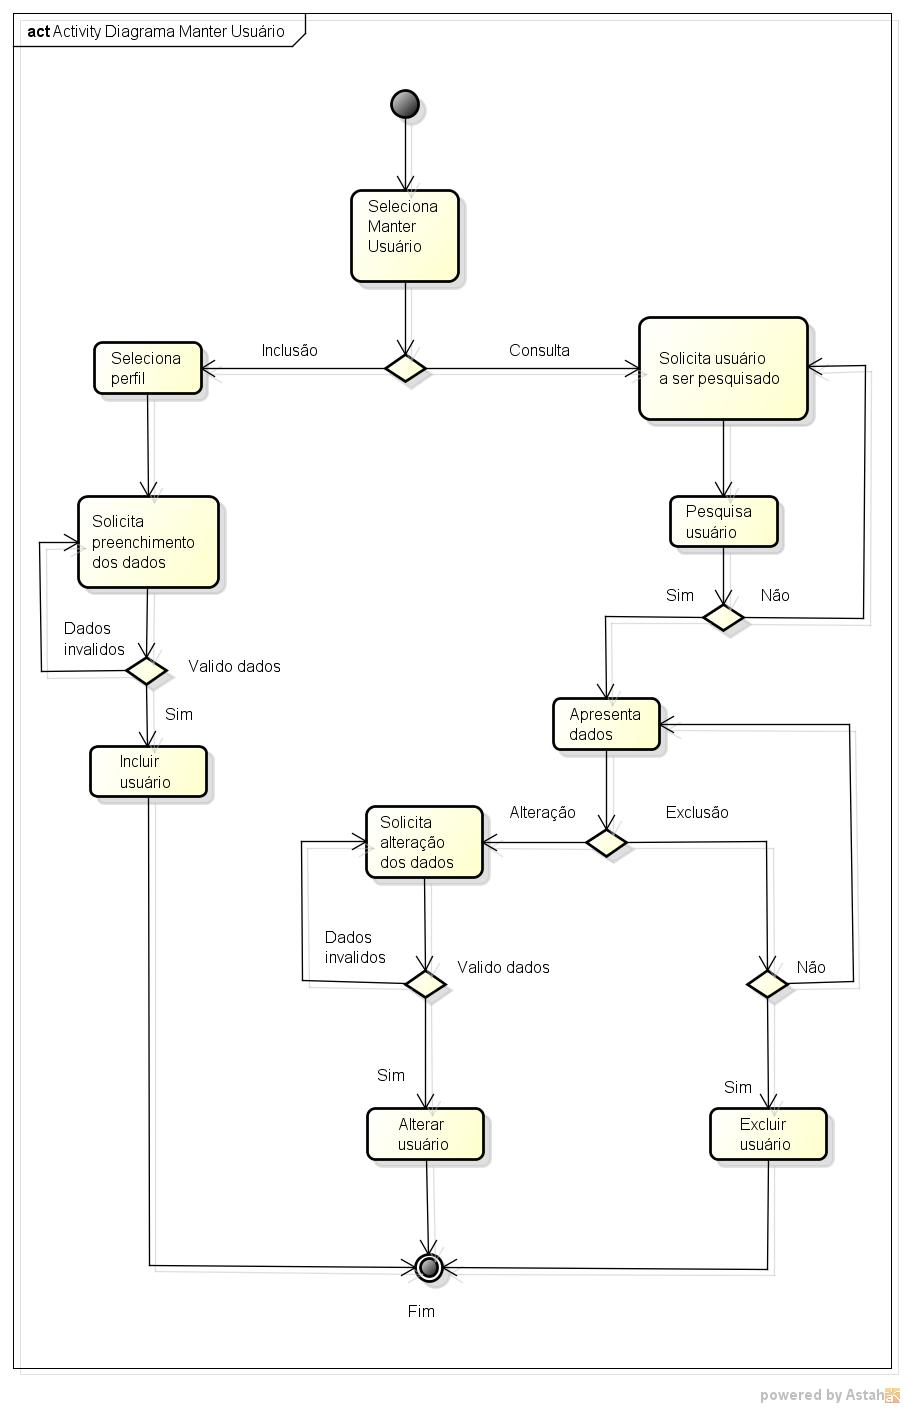 act Activity Diagrama Manter Usuário
Seleciona
Manter
Usuário
Inclusão
Consulta
Seleciona
perfil
Solicita usuário
a ser pesquisado
Solicita
preenchimento
dos dados
Pesquisa
usuário
Sim
Não
Dados
invalidos
Valido dados
Sim
Apresenta
dados
Incluir
usuário
Alteração
Exclusão
Solicita
alteração
dos dados
Dados
invalidos
Valido dados
Não
Sim
Sim
Alterar
usuário
Excluir
usuário
Fim
powered by Astah